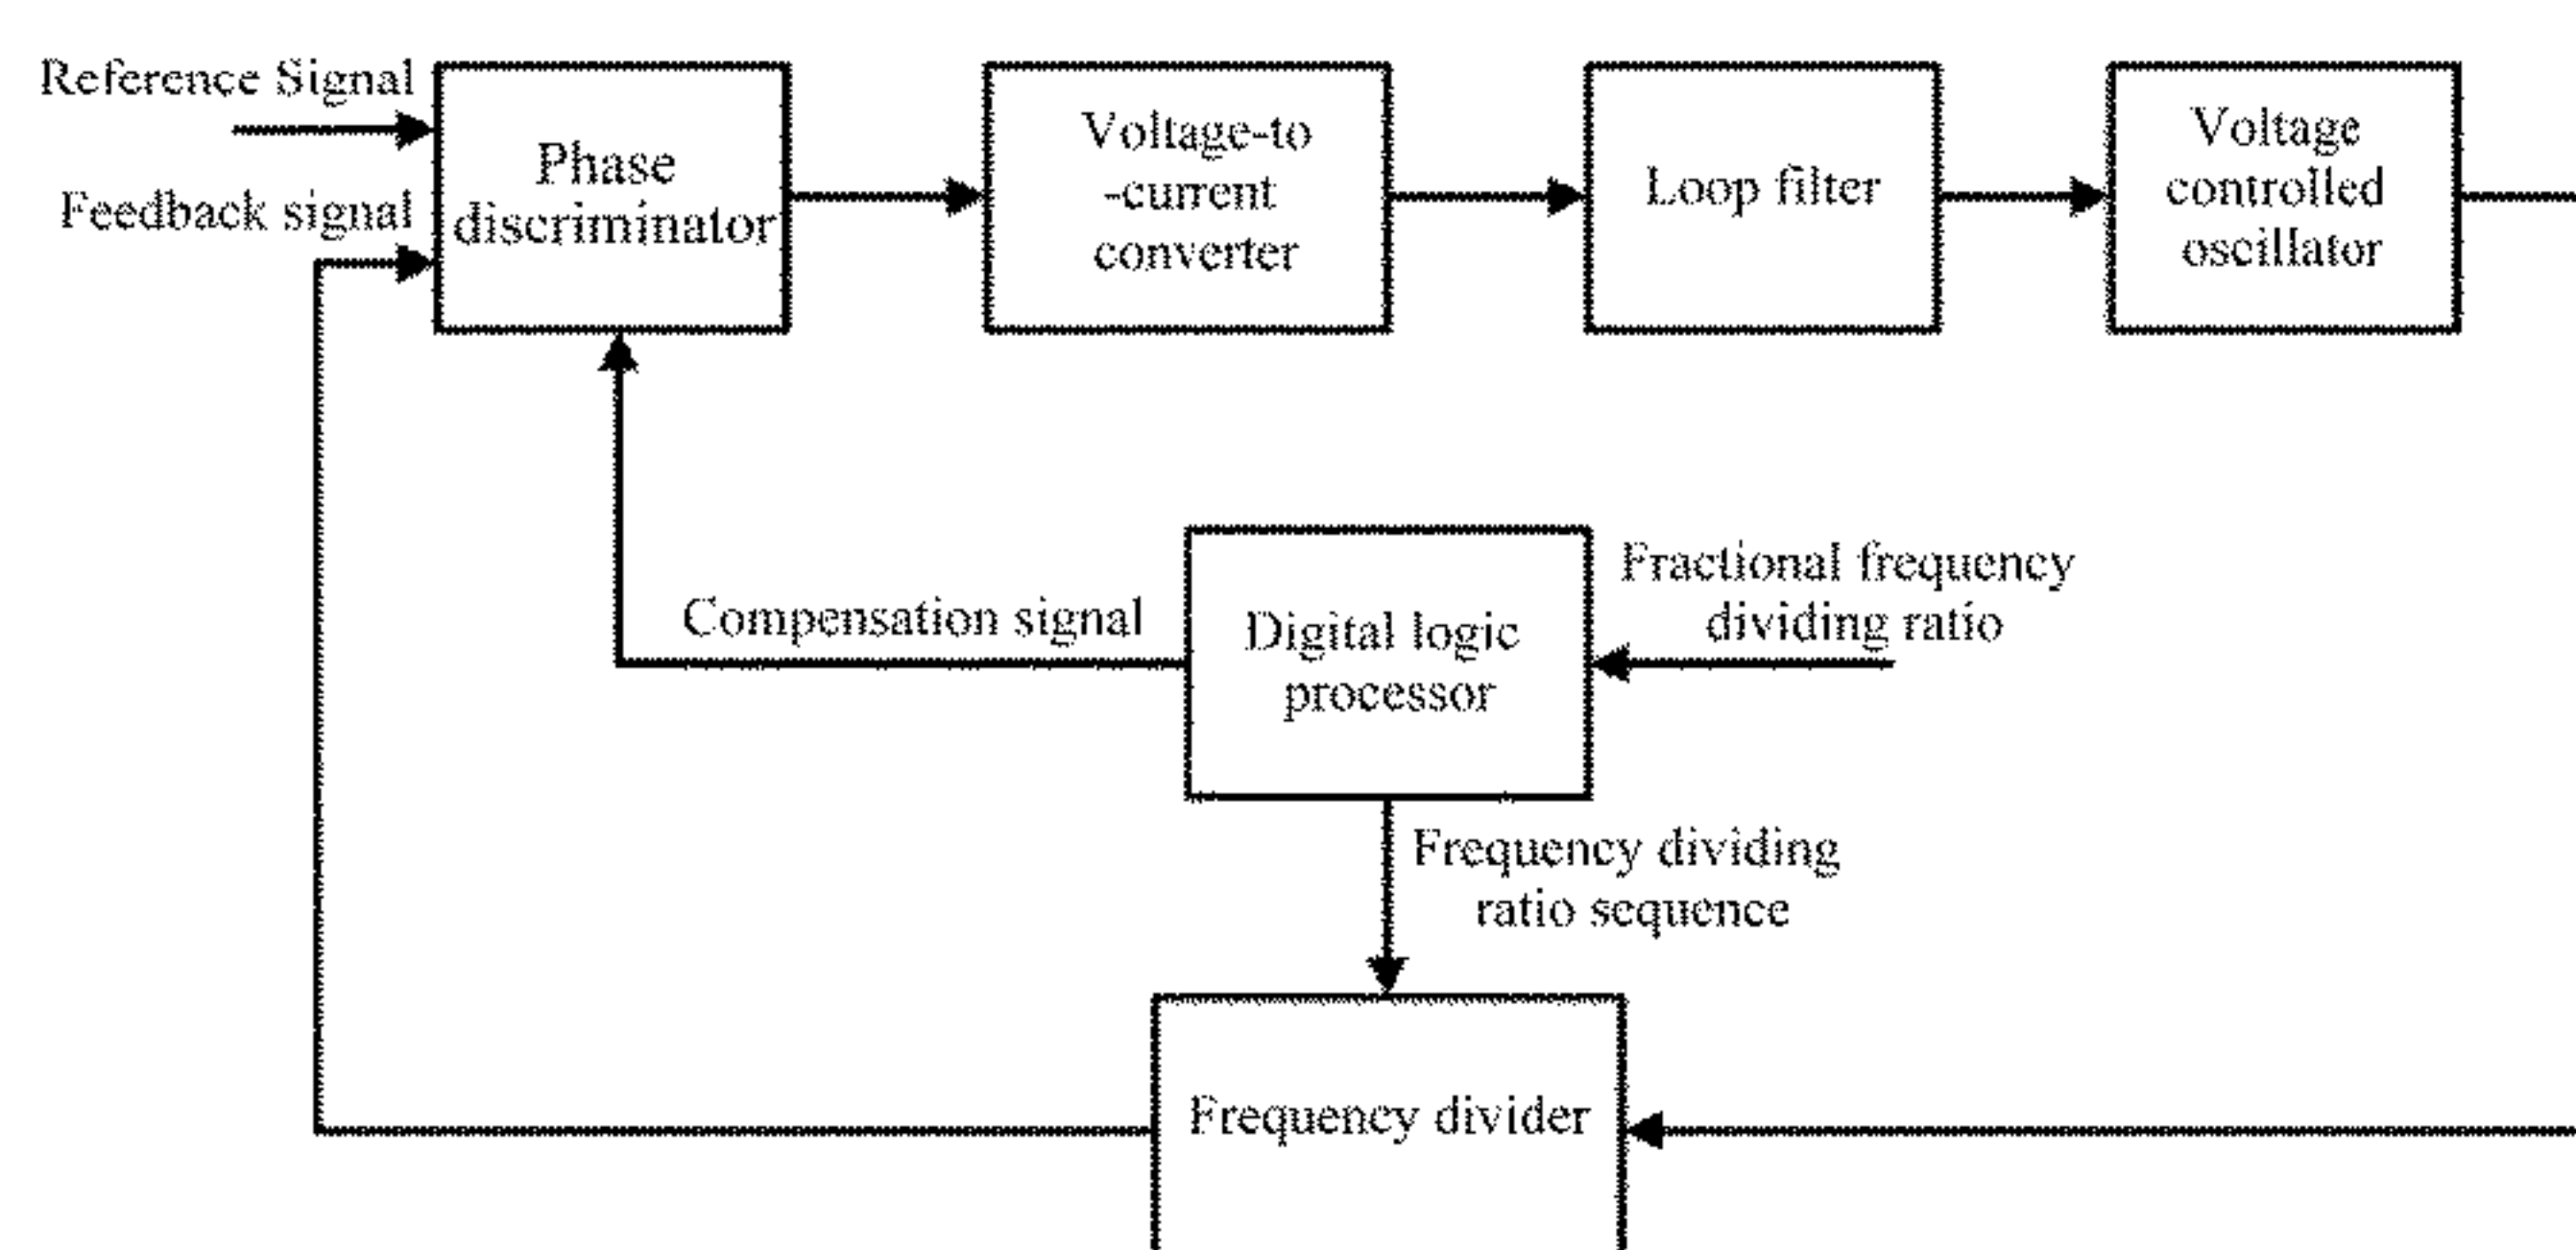 Reference Signal
Feedback signal
Phase
discriminator
Voltage-to
-current
converter
Loop filter
Voltage
controlled
oscillator
Compensation signal
Digital logic
processor
Fractional frequency
dividing ratio
Frequency dividing
ratio sequence
Frequency divider